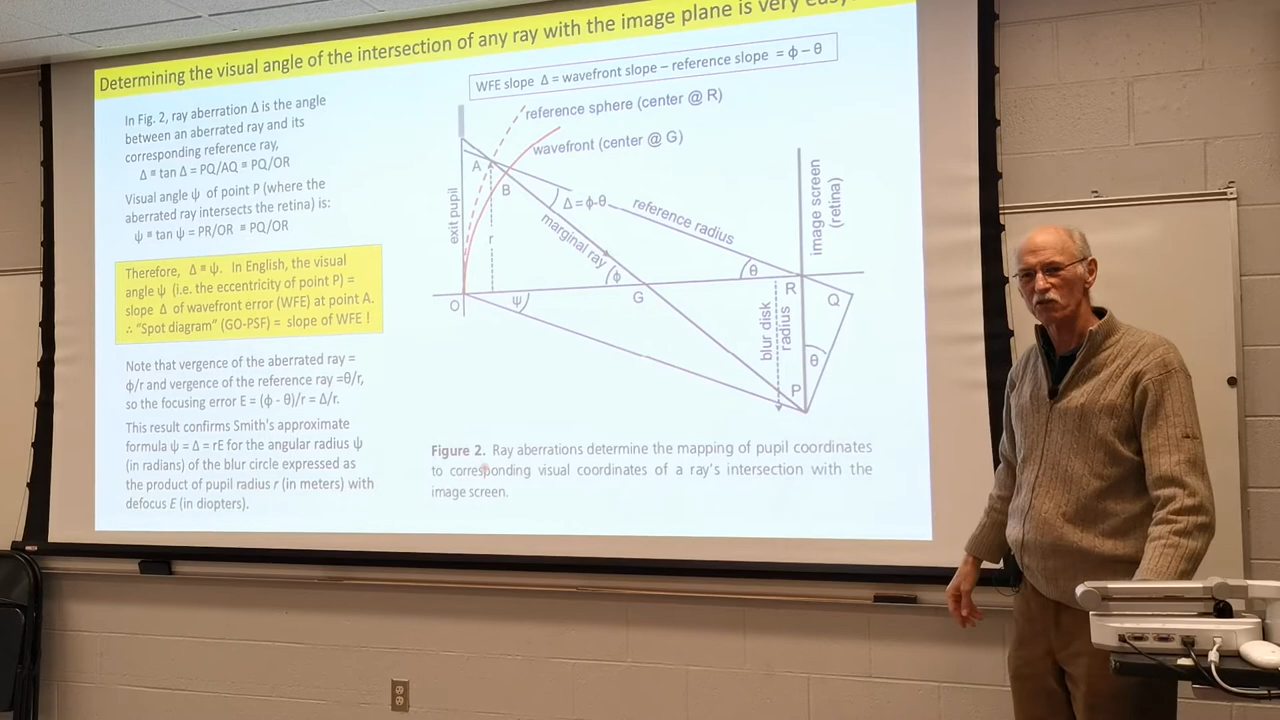 Determining the visual angle of the intersection of any ray with the image plane is very easy.
In Fig. 2, ray aberration Δ is the angle
between an aberrated ray and its
corresponding reference ray,
Δ ≅ tan Δ = PQ/AQ ≅ PQ/OR
Visual angle ψ of point P (where the
aberrated ray intersects the retina) is:
ψ ≅ tan ψ = PR/OR ≅ PQ/OR
Therefore, Δ ≅ ψ. In English, the visual
angle ψ (i.e. the eccentricity of point P) =
slope Δ of wavefront error (WFE) at point A.
∴ "Spot diagram" (GO-PSF) = slope of WFE !
Note that vergence of the aberrated ray =
ϕ/r and vergence of the reference ray =θ/r,
so the focusing error E = (ϕ - θ)/r = Δ/r.
This result confirms Smith's approximate
formula ψ = Δ = rE for the angular radius ψ
(in radians) of the blur circle expressed as
the product of pupil radius r (in meters) with
defocus E (in diopters).
WFE slope Δ = wavefront slope – reference slope = ϕ – θ
reference sphere (center @ R)
wavefront (center @ G)
A
B
exit pupil
r
Δ=ϕ-θ
reference radius
marginal ray
image screen
(retina)
ϕ
θ
O
ψ
G
R
Q
blur disk
radius
θ
P
Figure 2. Ray aberrations determine the mapping of pupil coordinates
to corresponding visual coordinates of a ray's intersection with the
image screen.